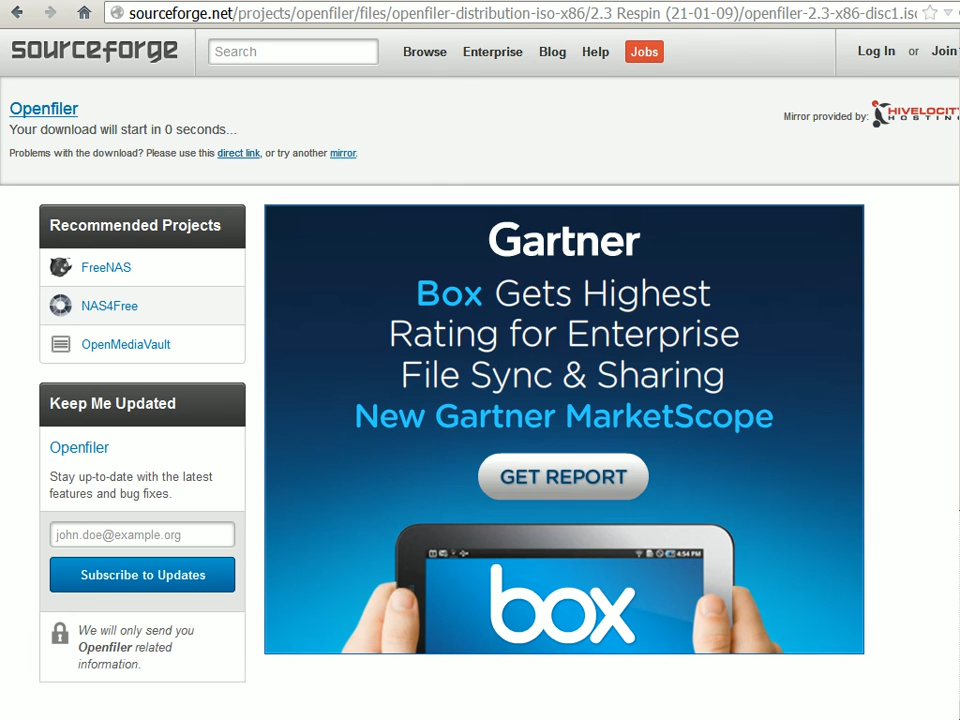 sourceforge.net/projects/openfiler/files/openfiler-distribution-iso-x86/2.3 Respin (21-01-09)/openfiler-2.3-x86-disc1.iso
sourceforge
Search
Browse
Enterprise
Blog
Help
Jobs
Log In or Join
Openfiler
Your download will start in 0 seconds...
Mirror provided by:
HIVELOCITY
HOSTING
Problems with the download? Please use this direct link, or try another mirror.
Recommended Projects
FreeNAS
NAS4Free
OpenMediaVault
Keep Me Updated
Openfiler
Stay up-to-date with the latest
features and bug fixes.
john.doe@example.org
Subscribe to Updates
We will only send you
Openfiler related
information.
Gartner
Box Gets Highest
Rating for Enterprise
File Sync & Sharing
New Gartner MarketScope
GET REPORT
4:54 PM
box